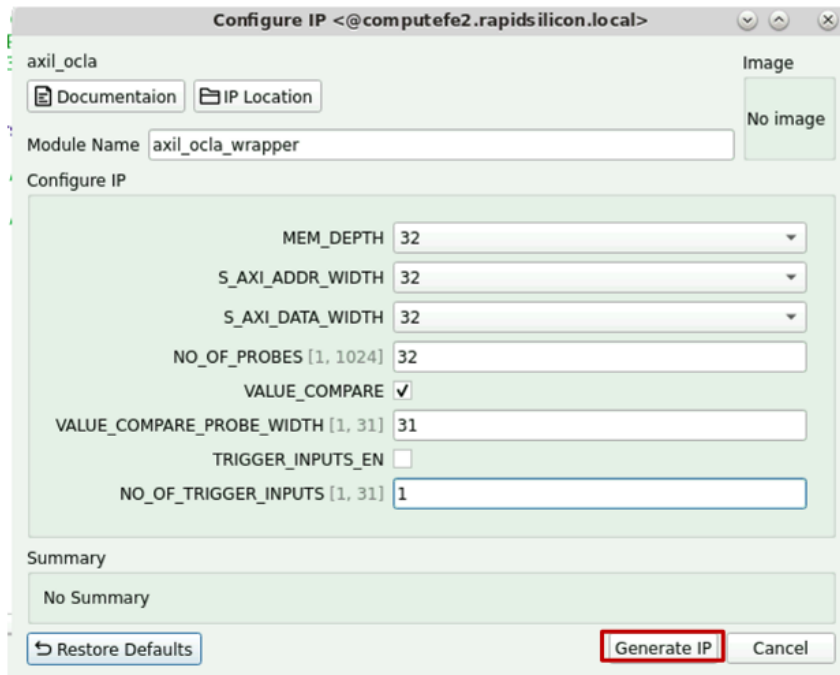 Configure IP <@computefe2.rapidsilicon.local>
axil_ocla
Image
Documentaion
IP Location
No image
Module Name axil_ocla_wrapper
Configure IP
MEM_DEPTH 32
S_AXI_ADDR_WIDTH 32
S_AXI_DATA_WIDTH 32
NO_OF_PROBES [1, 1024] 32
VALUE_COMPARE
VALUE_COMPARE_PROBE_WIDTH [1, 31] 31
TRIGGER_INPUTS_EN
NO_OF_TRIGGER_INPUTS [1, 31] 1
Summary
No Summary
Restore Defaults
Generate IP
Cancel